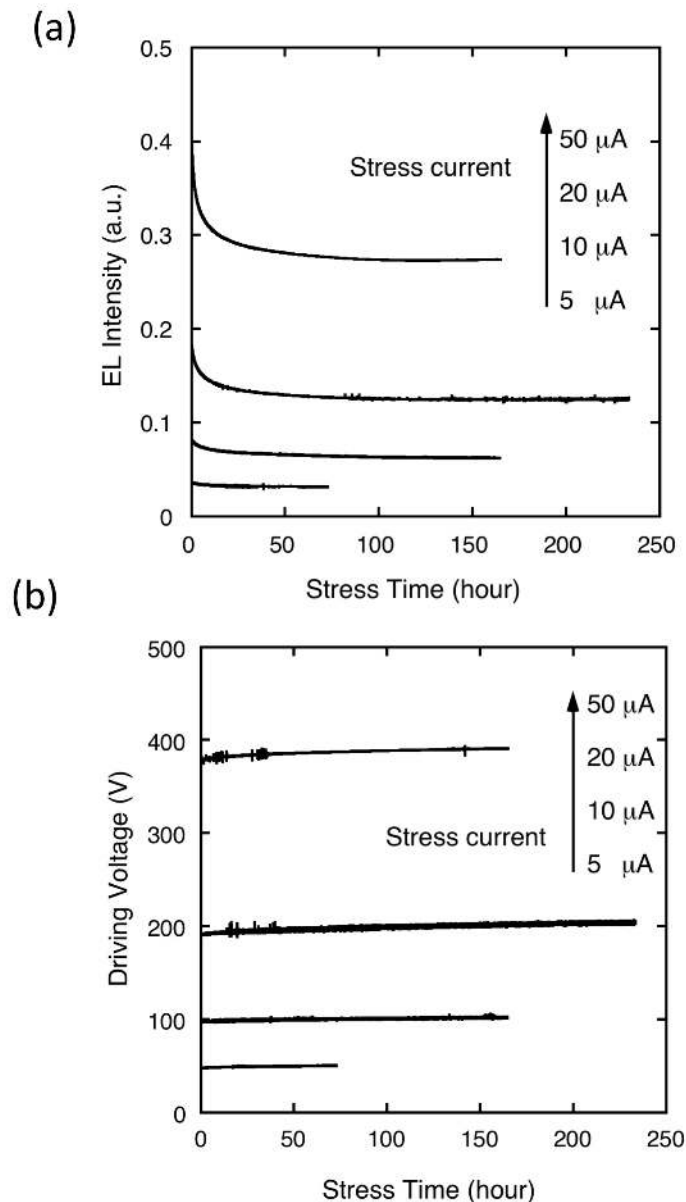 (a)
0.5
0.4
0.3
0.2
0.1
0
EL Intensity (a.u.)
Stress current
50 μA
20 μA
10 μA
5 μA
0 50 100 150 200 250
Stress Time (hour)
(b)
500
400
300
200
100
0
Driving Voltage (V)
50 μA
20 μA
10 μA
5 μA
Stress current
0 50 100 150 200 250
Stress Time (hour)